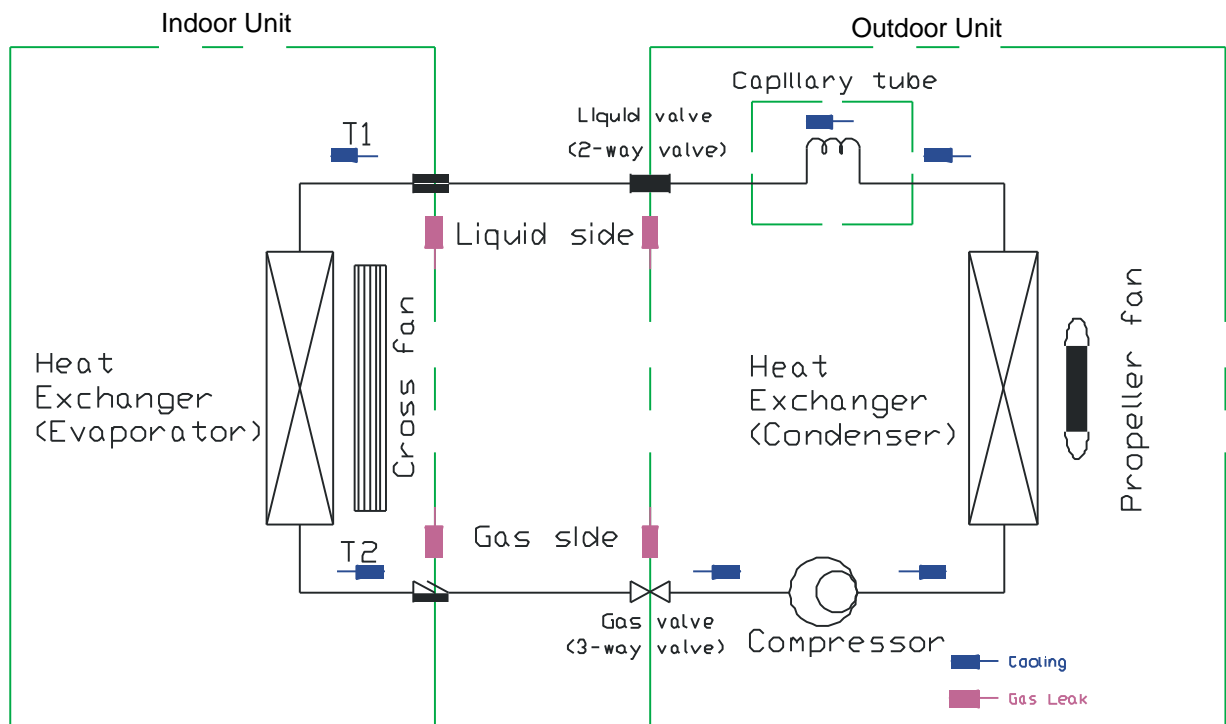 Indoor Unit
Outdoor Unit
Capillary tube
Liquid valve
(2-way valve)
T1
Liquid side
Heat
Exchanger
(Evaporator)
Cross fan
Heat
Exchanger
(Condenser)
Propeller fan
T2
Gas side
Gas valve
(3-way valve)
Compressor
Cooling
Gas Leak